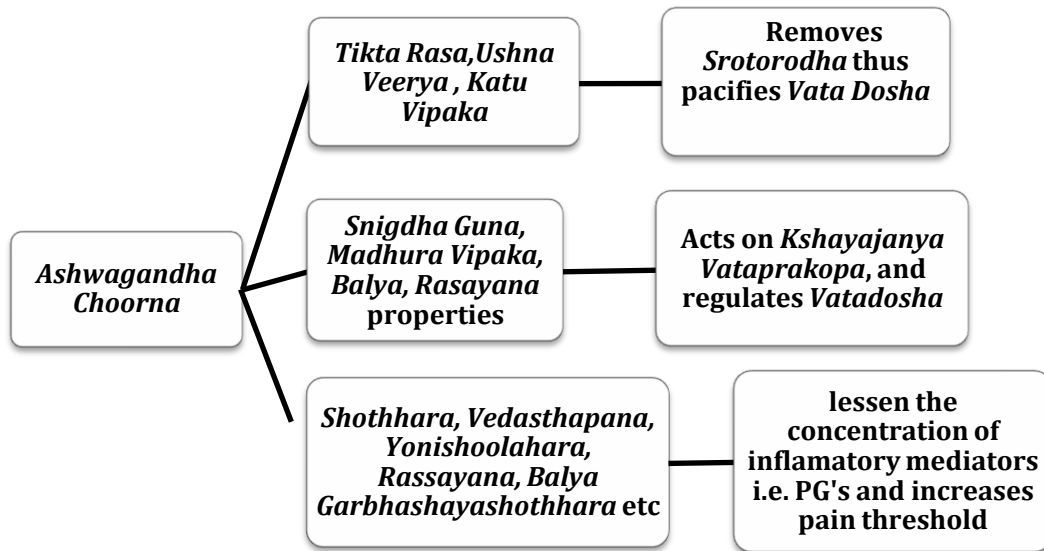 Ashwagandha
Choorna
Tikta Rasa,Ushna
Veerya , Katu
Vipaka
Removes
Srotorodha thus
pacifies Vata Dosha
Snigdha Guna,
Madhura Vipaka,
Balya, Rasayana
properties
Acts on Kshayajanya
Vataprakopa, and
regulates Vatadosha
Shothhara, Vedasthapana,
Yonishoolahara,
Rassayana, Balya
Garbhashayashothhara etc
lessen the
concentration of
inflamatory mediators
i.e. PG's and increases
pain threshold